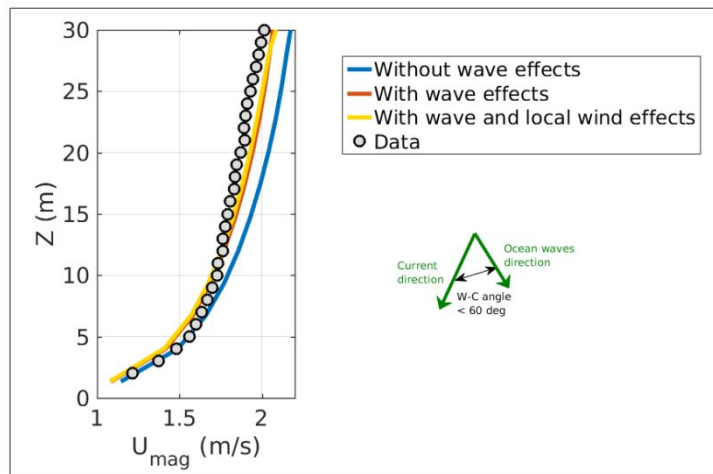 30
25
20
15
10
5
0
Z (m)
1
1.5
2
U_mag (m/s)
Without wave effects
With wave effects
With wave and local wind effects
Data
Current
direction
Ocean waves
direction
W-C angle
< 60 deg